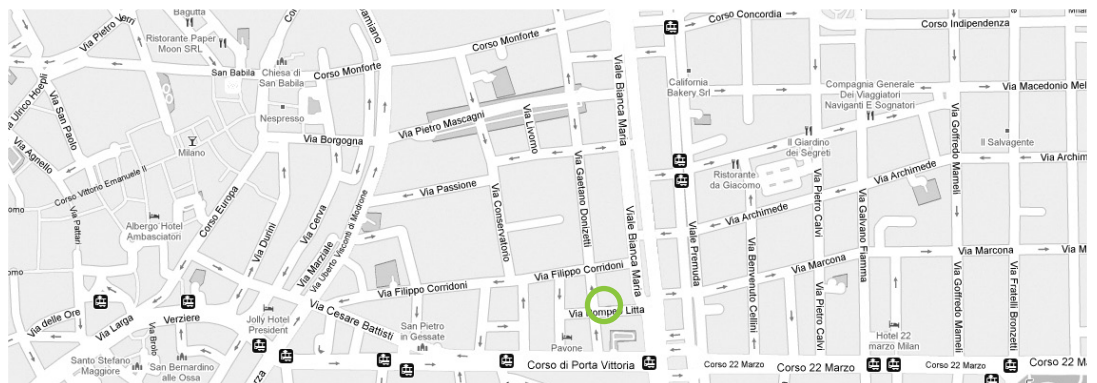 Bagutta
Via Pietro Verri
Ristorante Paper
Moon SRL
San Babila
Chiesa di
San Babila
Corso Monforte
Corso Monforte
Corso Concordia
Corso Indipendenza
Via San Paolo
Via Agnello
Nespresso
Via Borgogna
Via Pietro Mascagni
Via Livorno
Viale Bianca Maria
California
Bakery Srl
Compagnia Generale
Dei Viaggiatori
Naviganti E Sognatori
Via Macedonio Mel
Milano
Corso Vittorio Emanuele II
Via Goffredo Mameli
Il Giardino
dei Segreti
Il Salvagente
Via Archim
Via Passione
Via Gaetano Donizetti
Ristorante
da Giacomo
Via Archimede
Via Archimede
Via Pattari
Albergo Hotel
Ambasciatori
Corso Europa
Via Durini
Via Cerva
Via Marziale
Via Uberto Visconti di Modrone
Via Conservatorio
Viale Bianca Maria
Viale Premuda
Via Pietro Calvi
Via Galvano Fiamma
Via Benvenuto Cellini
Via Marcona
Via Marcona
Via M
Via Filippo Corridoni
Via Filippo Corridoni
Via Pietro Calvi
Via Goffredo Mameli
Via Fratelli Bronzetti
Via delle Ore
Via Larga
Verziere
Via Brolo
Jolly Hotel
President
Via Cesare Battisti
San Pietro
in Gessate
Litta
Pavone
Hotel 22
marzo Milan
Santo Stefano
Maggiore
San Bernardino
alle Ossa
Corso di Porta Vittoria
Corso 22 Marzo
Corso 22 Marzo
Corso 22 Marzo
Corso 22 M